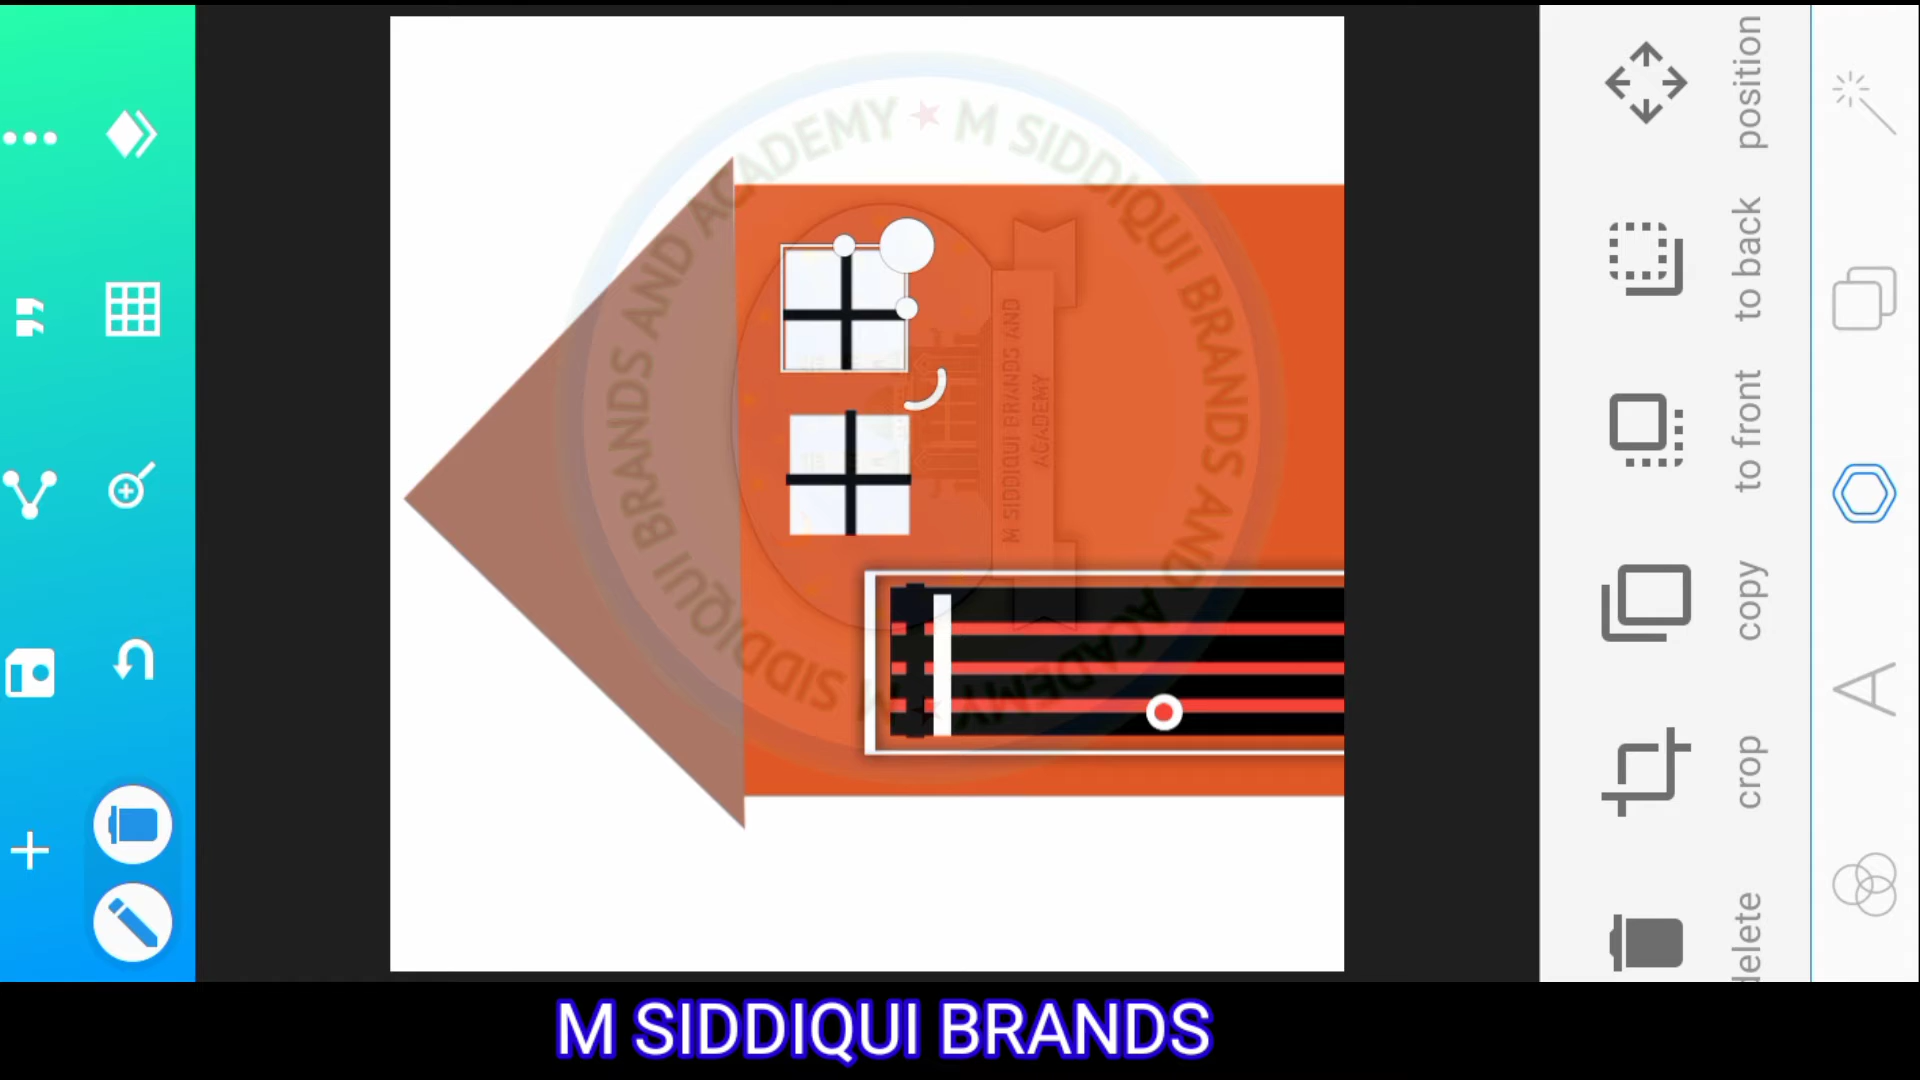 position
to back
to front
copy
crop
delete
M SIDDIQUI BRANDS AND ACADEMY ★ M SIDDIQUI BRANDS AND ACADEMY ★
M SIDDIQUI BRANDS AND
ACADEMY
M SIDDIQUI BRANDS